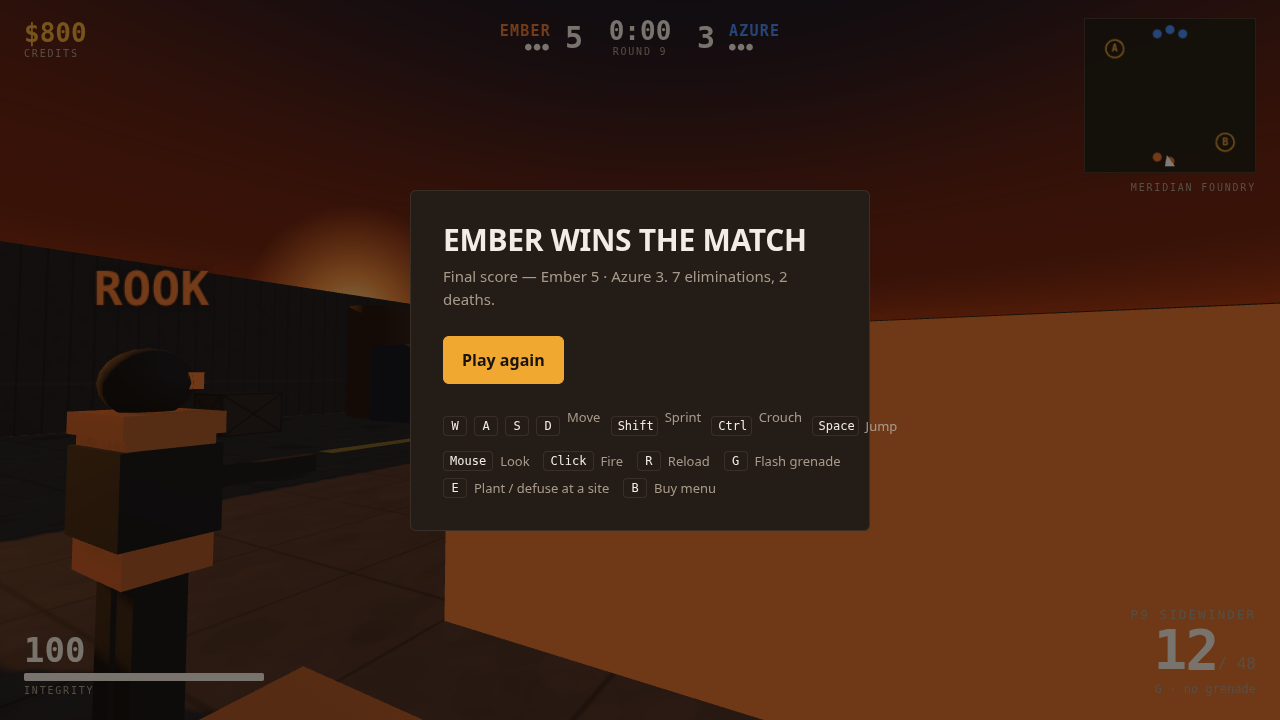 $800
CREDITS
EMBER 5 0:00 3 AZURE
ROUND 9
A
B
MERIDIAN FOUNDRY
ROOK
EMBER WINS THE MATCH
Final score — Ember 5 · Azure 3. 7 eliminations, 2
deaths.
Play again
W A S D Move Shift Sprint Ctrl Crouch Space Jump
Mouse Look Click Fire R Reload G Flash grenade
E Plant / defuse at a site B Buy menu
100
INTEGRITY
P9 SIDEWINDER
12 / 48
G · no grenade